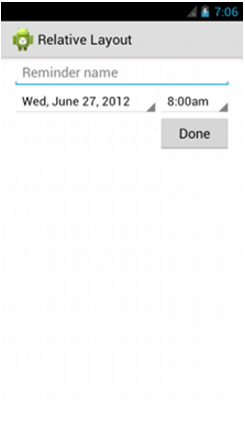 7:06
Relative Layout
Reminder name
Wed, June 27, 2012 8:00am
Done